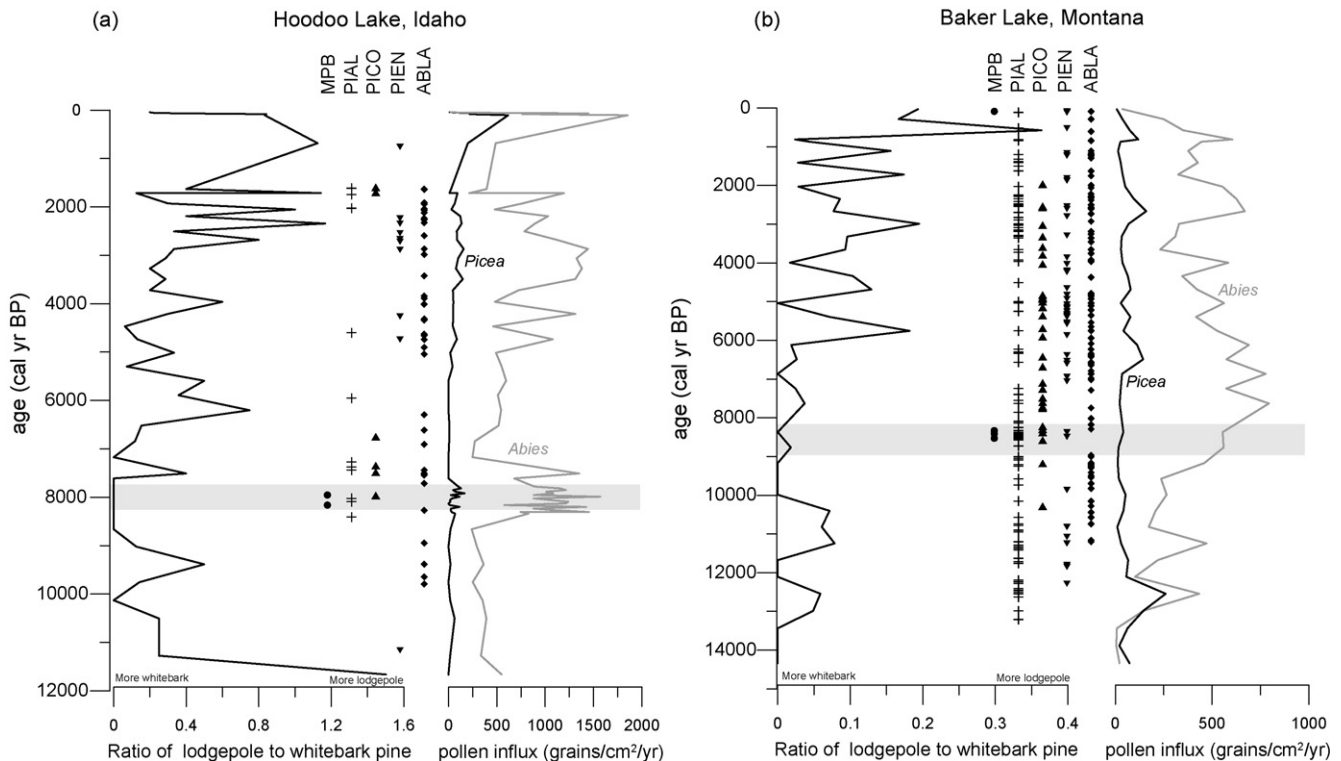 (a)
Hoodoo Lake, Idaho
MPB
PIAL
PICO
PIEN
ABLA
0
2000
4000
6000
8000
10000
12000
age (cal yr BP)
Picea
Abies
More whitebark
More lodgepole
0
0.4
0.8
1.2
1.6
Ratio of lodgepole to whitebark pine
0
500
1000
1500
2000
pollen influx (grains/cm²/yr)
(b)
Baker Lake, Montana
MPB
PIAL
PICO
PIEN
ABLA
0
2000
4000
6000
8000
10000
12000
14000
age (cal yr BP)
Abies
Picea
More whitebark
More lodgepole
0
0.1
0.2
0.3
0.4
Ratio of lodgepole to whitebark pine
0
500
1000
pollen influx (grains/cm²/yr)